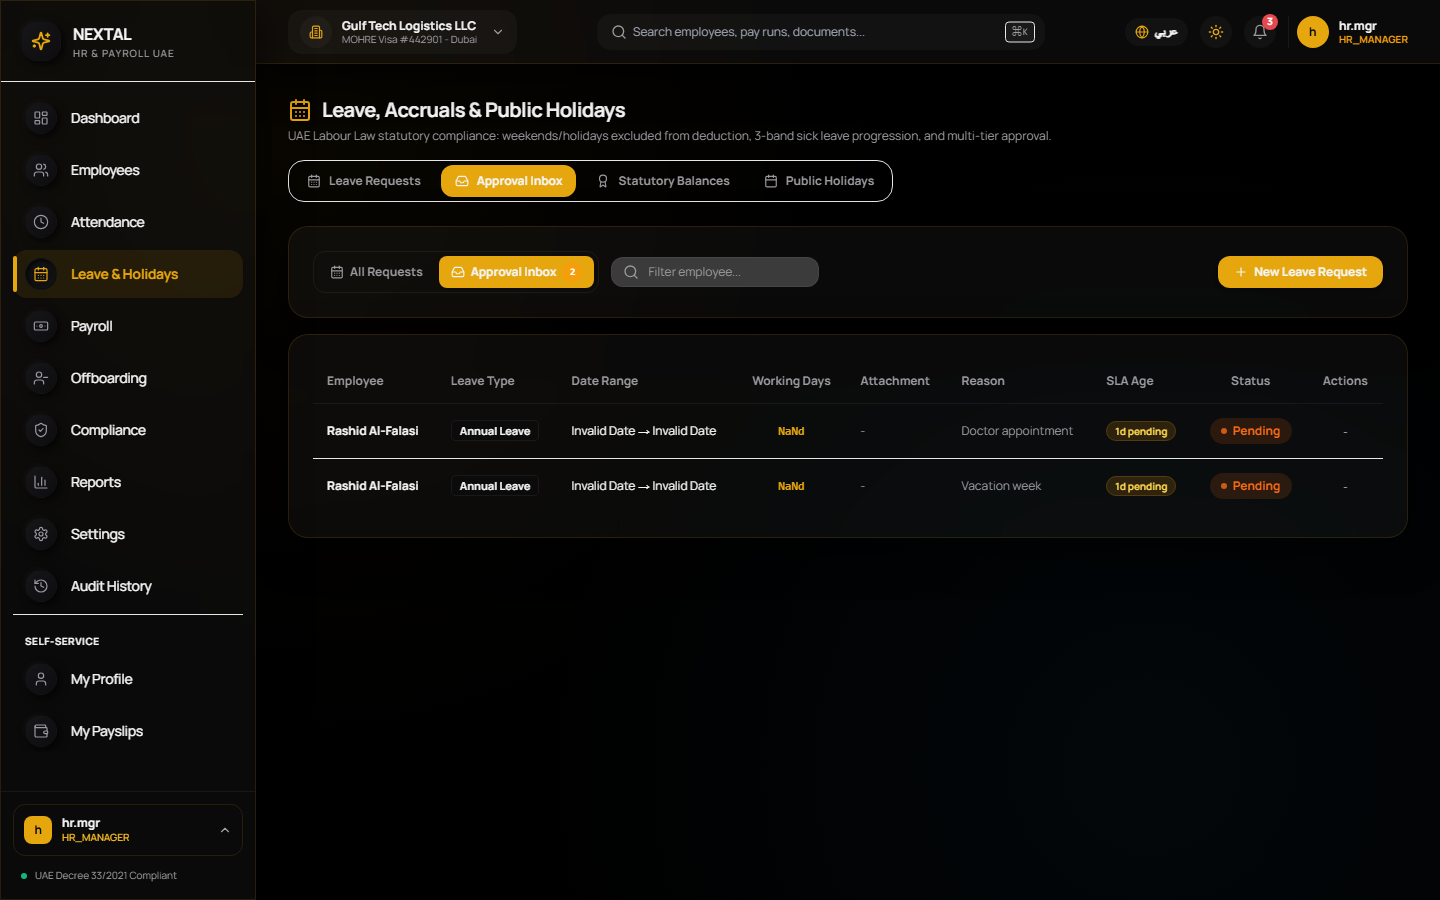 NEXTAL
HR & PAYROLL UAE
Dashboard
Employees
Attendance
Leave & Holidays
Payroll
Offboarding
Compliance
Reports
Settings
Audit History
SELF-SERVICE
My Profile
My Payslips
h
hr.mgr
HR_MANAGER
UAE Decree 33/2021 Compliant
Gulf Tech Logistics LLC
MOHRE Visa #442901 - Dubai
Search employees, pay runs, documents...
⌘K
عربي
3
h
hr.mgr
HR_MANAGER
Leave, Accruals & Public Holidays
UAE Labour Law statutory compliance: weekends/holidays excluded from deduction, 3-band sick leave progression, and multi-tier approval.
Leave Requests
Approval Inbox
Statutory Balances
Public Holidays
All Requests
Approval Inbox 2
Filter employee...
+ New Leave Request
Employee Leave Type Date Range Working Days Attachment Reason SLA Age Status Actions
Rashid Al-Falasi Annual Leave Invalid Date → Invalid Date NaNd - Doctor appointment 1d pending Pending -
Rashid Al-Falasi Annual Leave Invalid Date → Invalid Date NaNd - Vacation week 1d pending Pending -